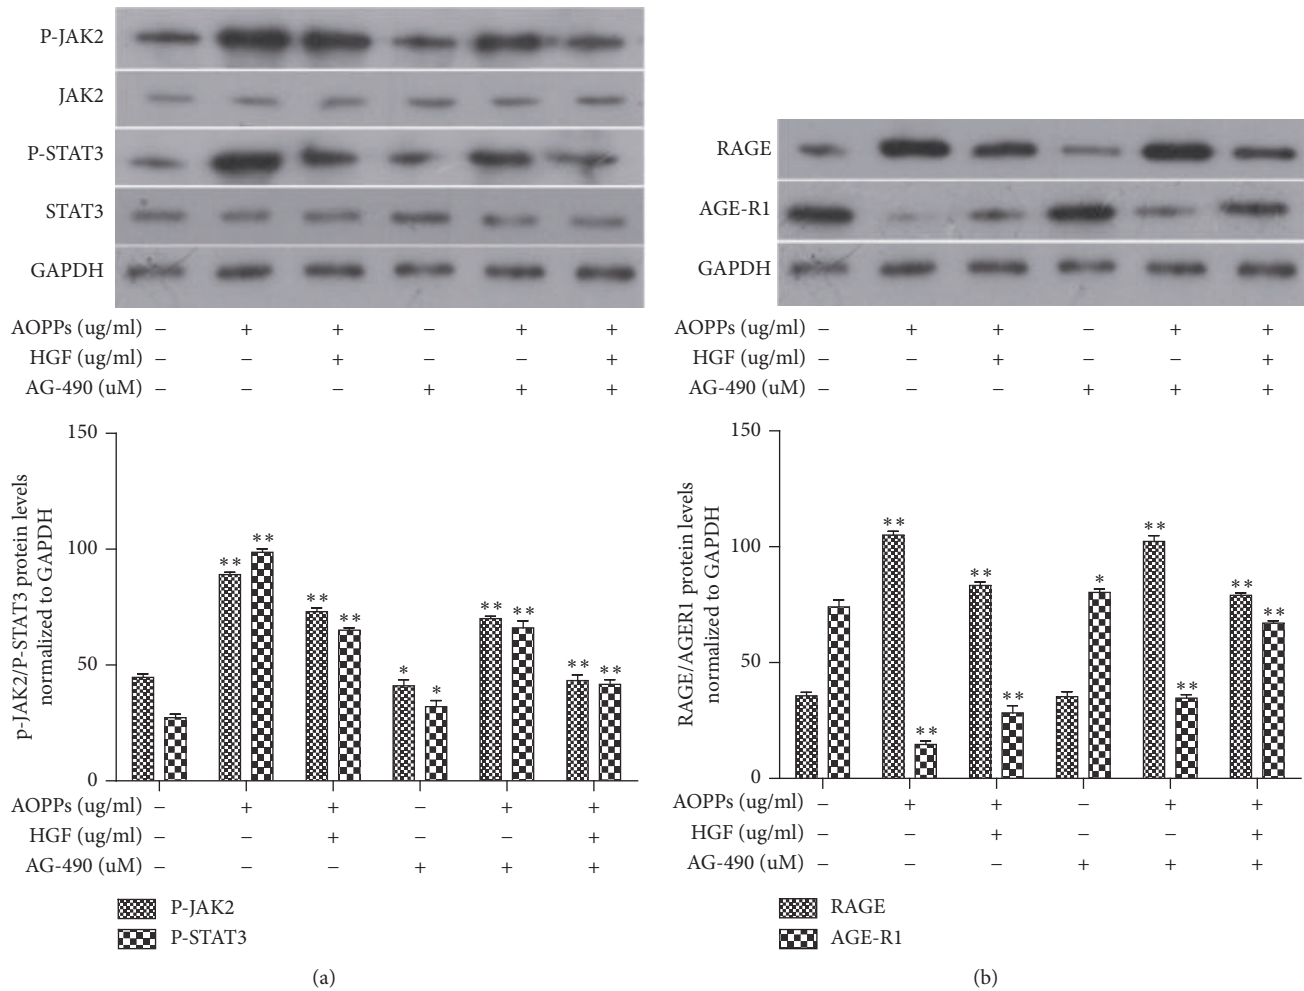 P-JAK2
JAK2
P-STAT3
STAT3
GAPDH
AOPPs (ug/ml) − + + − + +
HGF (ug/ml) − − + − − +
AG-490 (uM) − − − + + +
p-JAK2/P-STAT3 protein levels
normalized to GAPDH
150
100
50
0
** ** ** ** * * ** ** ** **
AOPPs (ug/ml) − + + − + +
HGF (ug/ml) − − + − − +
AG-490 (uM) − − − + + +
P-JAK2
P-STAT3
(a)
RAGE
AGE-R1
GAPDH
AOPPs (ug/ml) − + + − + +
HGF (ug/ml) − − + − − +
AG-490 (uM) − − − + + +
RAGE/AGER1 protein levels
normalized to GAPDH
150
100
50
0
** ** ** ** * ** ** ** **
AOPPs (ug/ml) − + + − + +
HGF (ug/ml) − − + − − +
AG-490 (uM) − − − + + +
RAGE
AGE-R1
(b)